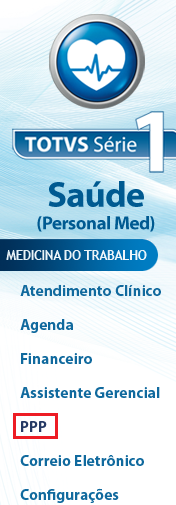 TOTVS Série 1
Saúde
(Personal Med)
MEDICINA DO TRABALHO
Atendimento Clínico
Agenda
Financeiro
Assistente Gerencial
PPP
Correio Eletrônico
Configurações